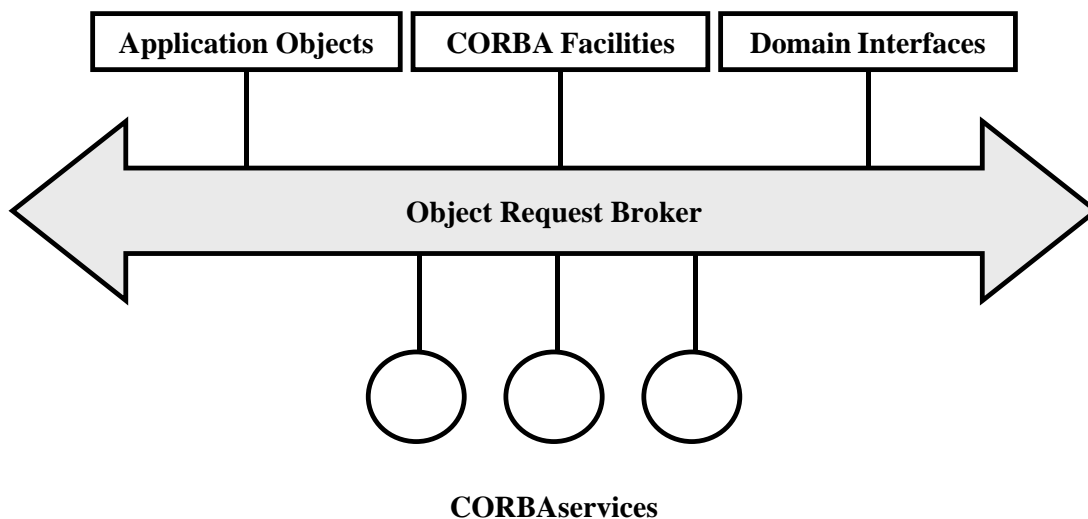 Application Objects
CORBA Facilities
Domain Interfaces
Object Request Broker
CORBAservices